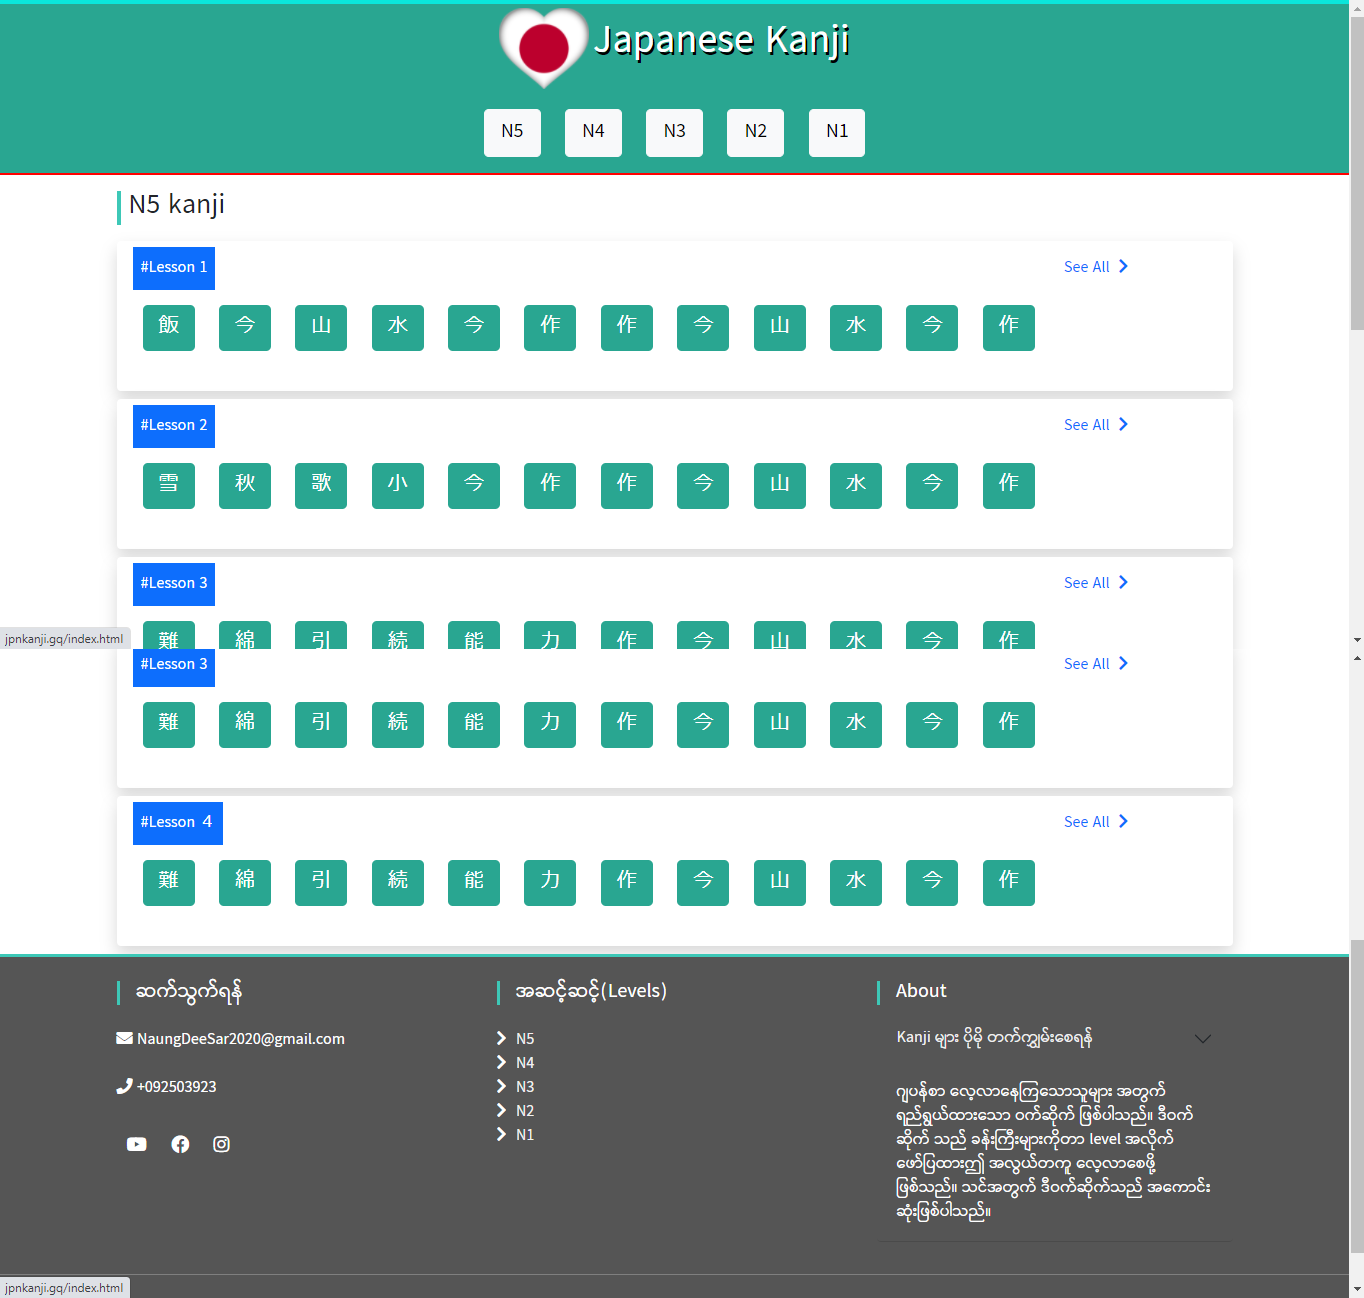 Japanese Kanji
N5 N4 N3 N2 N1
N5 kanji
#Lesson 1 See All
飯 今 山 水 今 作 作 今 山 水 今 作
#Lesson 2 See All
雪 秋 歌 小 今 作 作 今 山 水 今 作
#Lesson 3 See All
難 綿 引 続 能 力 作 今 山 水 今 作
jpnkanji.gq/index.html
#Lesson 3 See All
難 綿 引 続 能 力 作 今 山 水 今 作
#Lesson ４ See All
難 綿 引 続 能 力 作 今 山 水 今 作
ဆက်သွက်ရန်
NaungDeeSar2020@gmail.com
+092503923
အဆင့်ဆင့်(Levels)
N5
N4
N3
N2
N1
About
Kanji များ ပိုမို တက်ကျွမ်းစေရန်
ဂျပန်စာ လေ့လာနေကြသောသူများ အတွက်
ရည်ရွယ်ထားသော ဝက်ဆိုက် ဖြစ်ပါသည်။ ဒီဝက်
ဆိုက် သည် ခန်းကြီးများကိုတာ level အလိုက်
ဖော်ပြထား၍ အလွယ်တကူ လေ့လာစေဖို့
ဖြစ်သည်။ သင်အတွက် ဒီဝက်ဆိုက်သည် အကောင်း
ဆုံးဖြစ်ပါသည်။
jpnkanji.gq/index.html